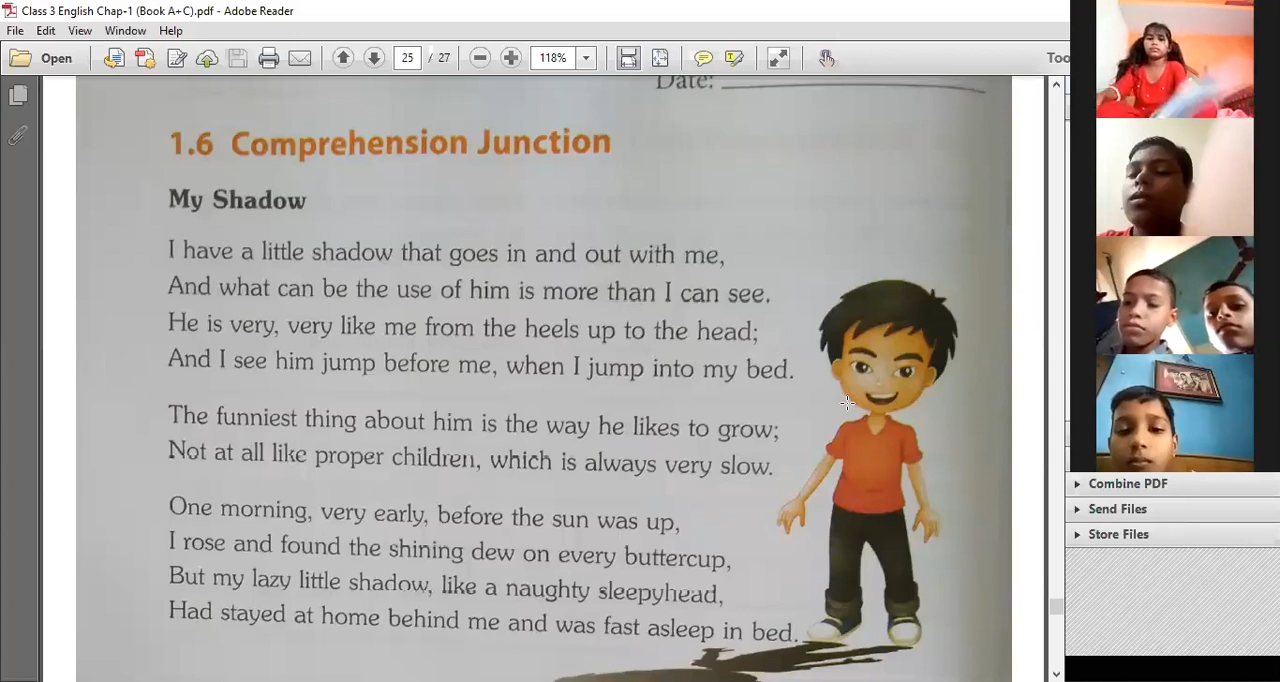 Class 3 English Chap-1 (Book A+C).pdf - Adobe Reader
File Edit View Window Help
Open 25 / 27 118% Too
Date:
1.6 Comprehension Junction
My Shadow
I have a little shadow that goes in and out with me,
And what can be the use of him is more than I can see.
He is very, very like me from the heels up to the head;
And I see him jump before me, when I jump into my bed.
The funniest thing about him is the way he likes to grow;
Not at all like proper children, which is always very slow.
One morning, very early, before the sun was up,
I rose and found the shining dew on every buttercup,
But my lazy little shadow, like a naughty sleepyhead,
Had stayed at home behind me and was fast asleep in bed.
Combine PDF
Send Files
Store Files